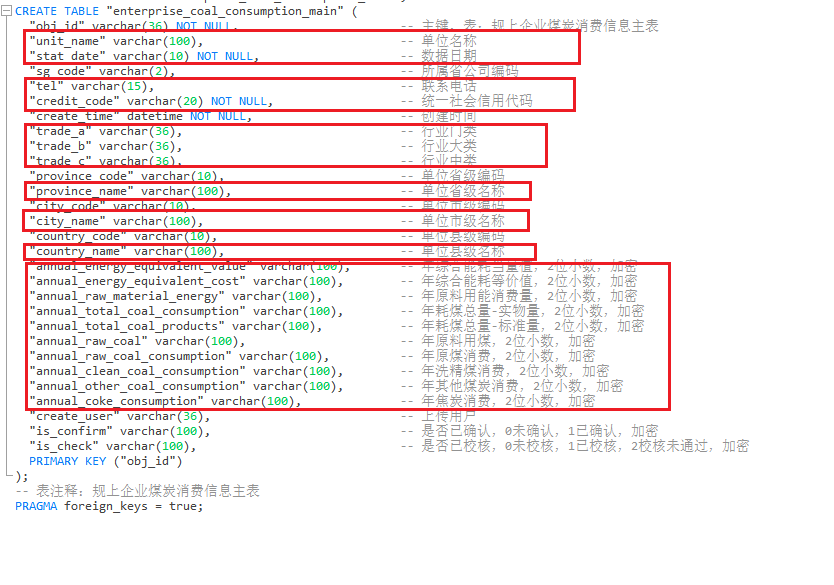 CREATE TABLE "enterprise_coal_consumption_main" (
"obj_id" varchar(36) NOT NULL, -- 主键，表：规上企业煤炭消费信息主表
"unit_name" varchar(100), -- 单位名称
"stat_date" varchar(10) NOT NULL, -- 数据日期
"sg_code" varchar(2), -- 所属省公司编码
"tel" varchar(15), -- 联系电话
"credit_code" varchar(20) NOT NULL, -- 统一社会信用代码
"create_time" datetime NOT NULL, -- 创建时间
"trade_a" varchar(36), -- 行业门类
"trade_b" varchar(36), -- 行业大类
"trade_c" varchar(36), -- 行业中类
"province_code" varchar(10), -- 单位省级编码
"province_name" varchar(100), -- 单位省级名称
"city_code" varchar(10), -- 单位市级编码
"city_name" varchar(100), -- 单位市级名称
"country_code" varchar(10), -- 单位县级编码
"country_name" varchar(100), -- 单位县级名称
"annual_energy_equivalent_value" varchar(100), -- 年综合能耗当量值，2位小数，加密
"annual_energy_equivalent_cost" varchar(100), -- 年综合能耗等价值，2位小数，加密
"annual_raw_material_energy" varchar(100), -- 年原料用能消费量，2位小数，加密
"annual_total_coal_consumption" varchar(100), -- 年耗煤总量-实物量，2位小数，加密
"annual_total_coal_products" varchar(100), -- 年耗煤总量-标准量，2位小数，加密
"annual_raw_coal" varchar(100), -- 年原料用煤，2位小数，加密
"annual_raw_coal_consumption" varchar(100), -- 年原煤消费，2位小数，加密
"annual_clean_coal_consumption" varchar(100), -- 年洗精煤消费，2位小数，加密
"annual_other_coal_consumption" varchar(100), -- 年其他煤炭消费，2位小数，加密
"annual_coke_consumption" varchar(100), -- 年焦炭消费，2位小数，加密
"create_user" varchar(36), -- 上传用户
"is_confirm" varchar(100), -- 是否已确认，0未确认，1已确认，加密
"is_check" varchar(100), -- 是否已校核，0未校核，1已校核，2校核未通过，加密
PRIMARY KEY ("obj_id")
);
-- 表注释：规上企业煤炭消费信息主表
PRAGMA foreign_keys = true;